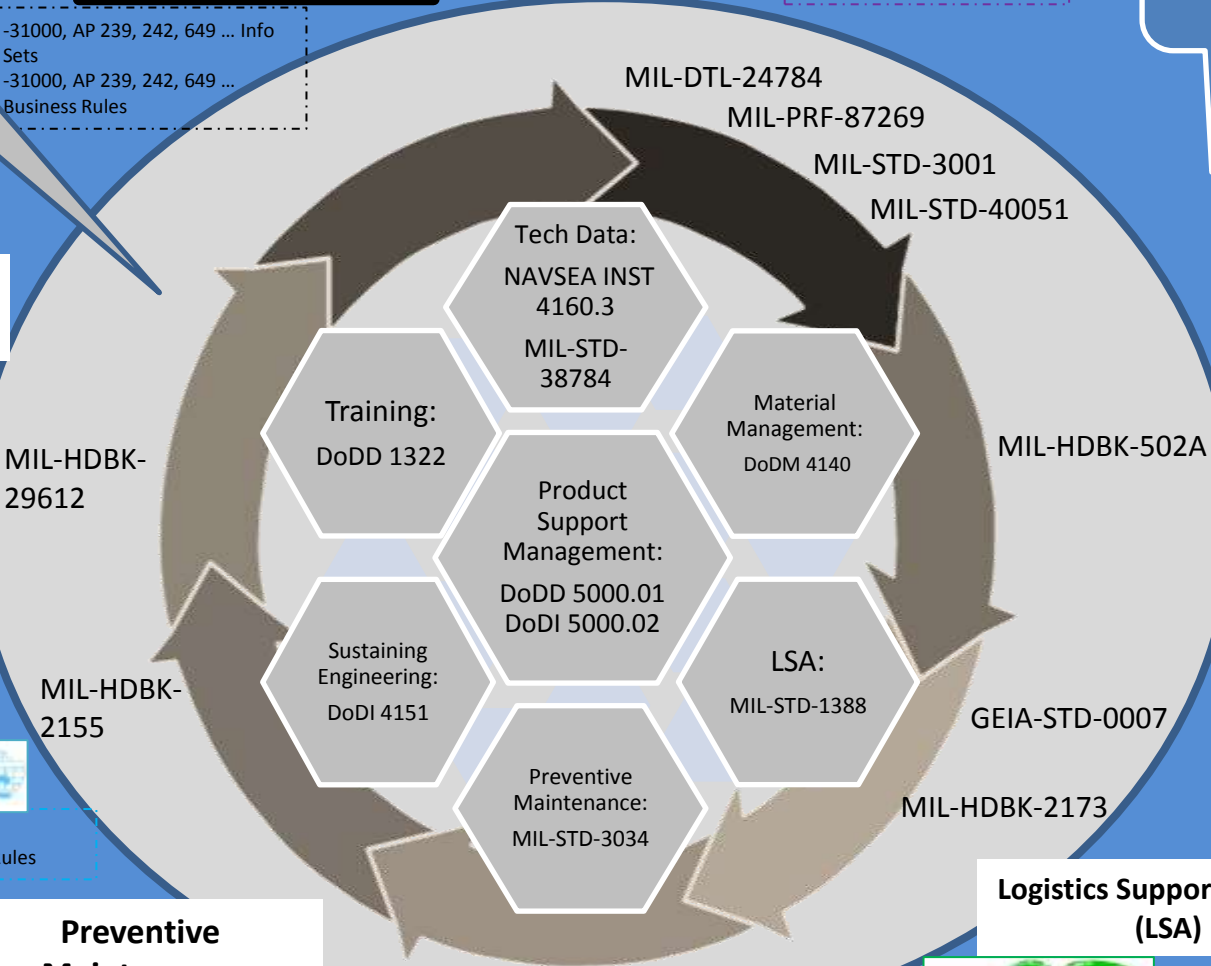 -31000, AP 239, 242, 649 ... Info
Sets
-31000, AP 239, 242, 649 ...
Business Rules
MIL-DTL-24784
MIL-PRF-87269
MIL-STD-3001
MIL-STD-40051
Tech Data:
NAVSEA INST
4160.3
MIL-STD-
38784
Training:
DoDD 1322
Material
Management:
DoDM 4140
MIL-HDBK-502A
MIL-HDBK-
29612
Product
Support
Management:
DoDD 5000.01
DoDI 5000.02
Sustaining
Engineering:
DoDI 4151
LSA:
MIL-STD-1388
MIL-HDBK-
2155
GEIA-STD-0007
Preventive
Maintenance:
MIL-STD-3034
MIL-HDBK-2173
Logistics Suppor
(LSA)
Preventive